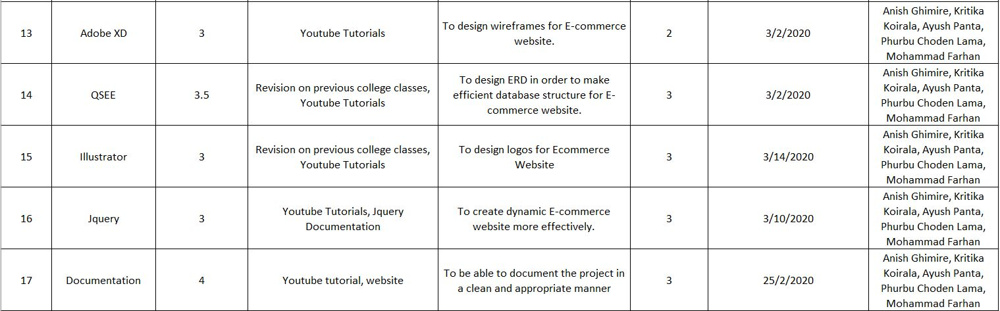 13
Adobe XD
3
Youtube Tutorials
To design wireframes for E-commerce
website.
2
3/2/2020
Anish Ghimire, Kritika
Koirala, Ayush Panta,
Phurbu Choden Lama,
Mohammad Farhan
14
QSEE
3.5
Revision on previous college classes,
Youtube Tutorials
To design ERD in order to make
efficient database structure for E-
commerce website.
3
3/2/2020
Anish Ghimire, Kritika
Koirala, Ayush Panta,
Phurbu Choden Lama,
Mohammad Farhan
15
Illustrator
3
Revision on previous college classes,
Youtube Tutorials
To design logos for Ecommerce
Website
3
3/14/2020
Anish Ghimire, Kritika
Koirala, Ayush Panta,
Phurbu Choden Lama,
Mohammad Farhan
16
Jquery
3
Youtube Tutorials, Jquery
Documentation
To create dynamic E-commerce
website more effectively.
3
3/10/2020
Anish Ghimire, Kritika
Koirala, Ayush Panta,
Phurbu Choden Lama,
Mohammad Farhan
17
Documentation
4
Youtube tutorial, website
To be able to document the project in
a clean and appropriate manner
3
25/2/2020
Anish Ghimire, Kritika
Koirala, Ayush Panta,
Phurbu Choden Lama,
Mohammad Farhan